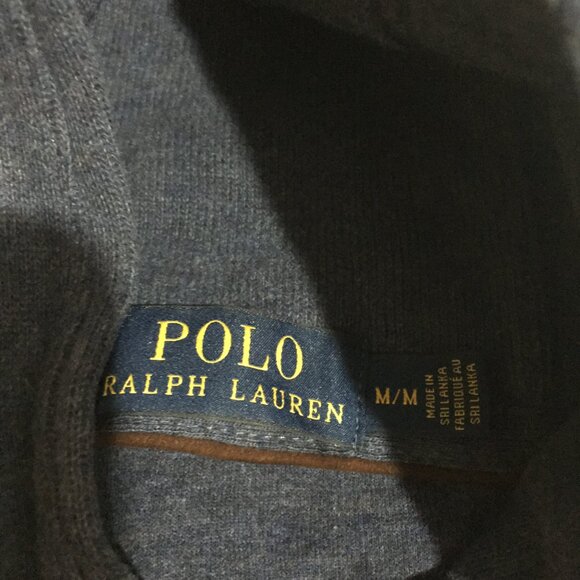 POLO
RALPH LAUREN
M/M
MADE IN
SRI LANKA
FABRIQUÉ AU
SRI LANKA